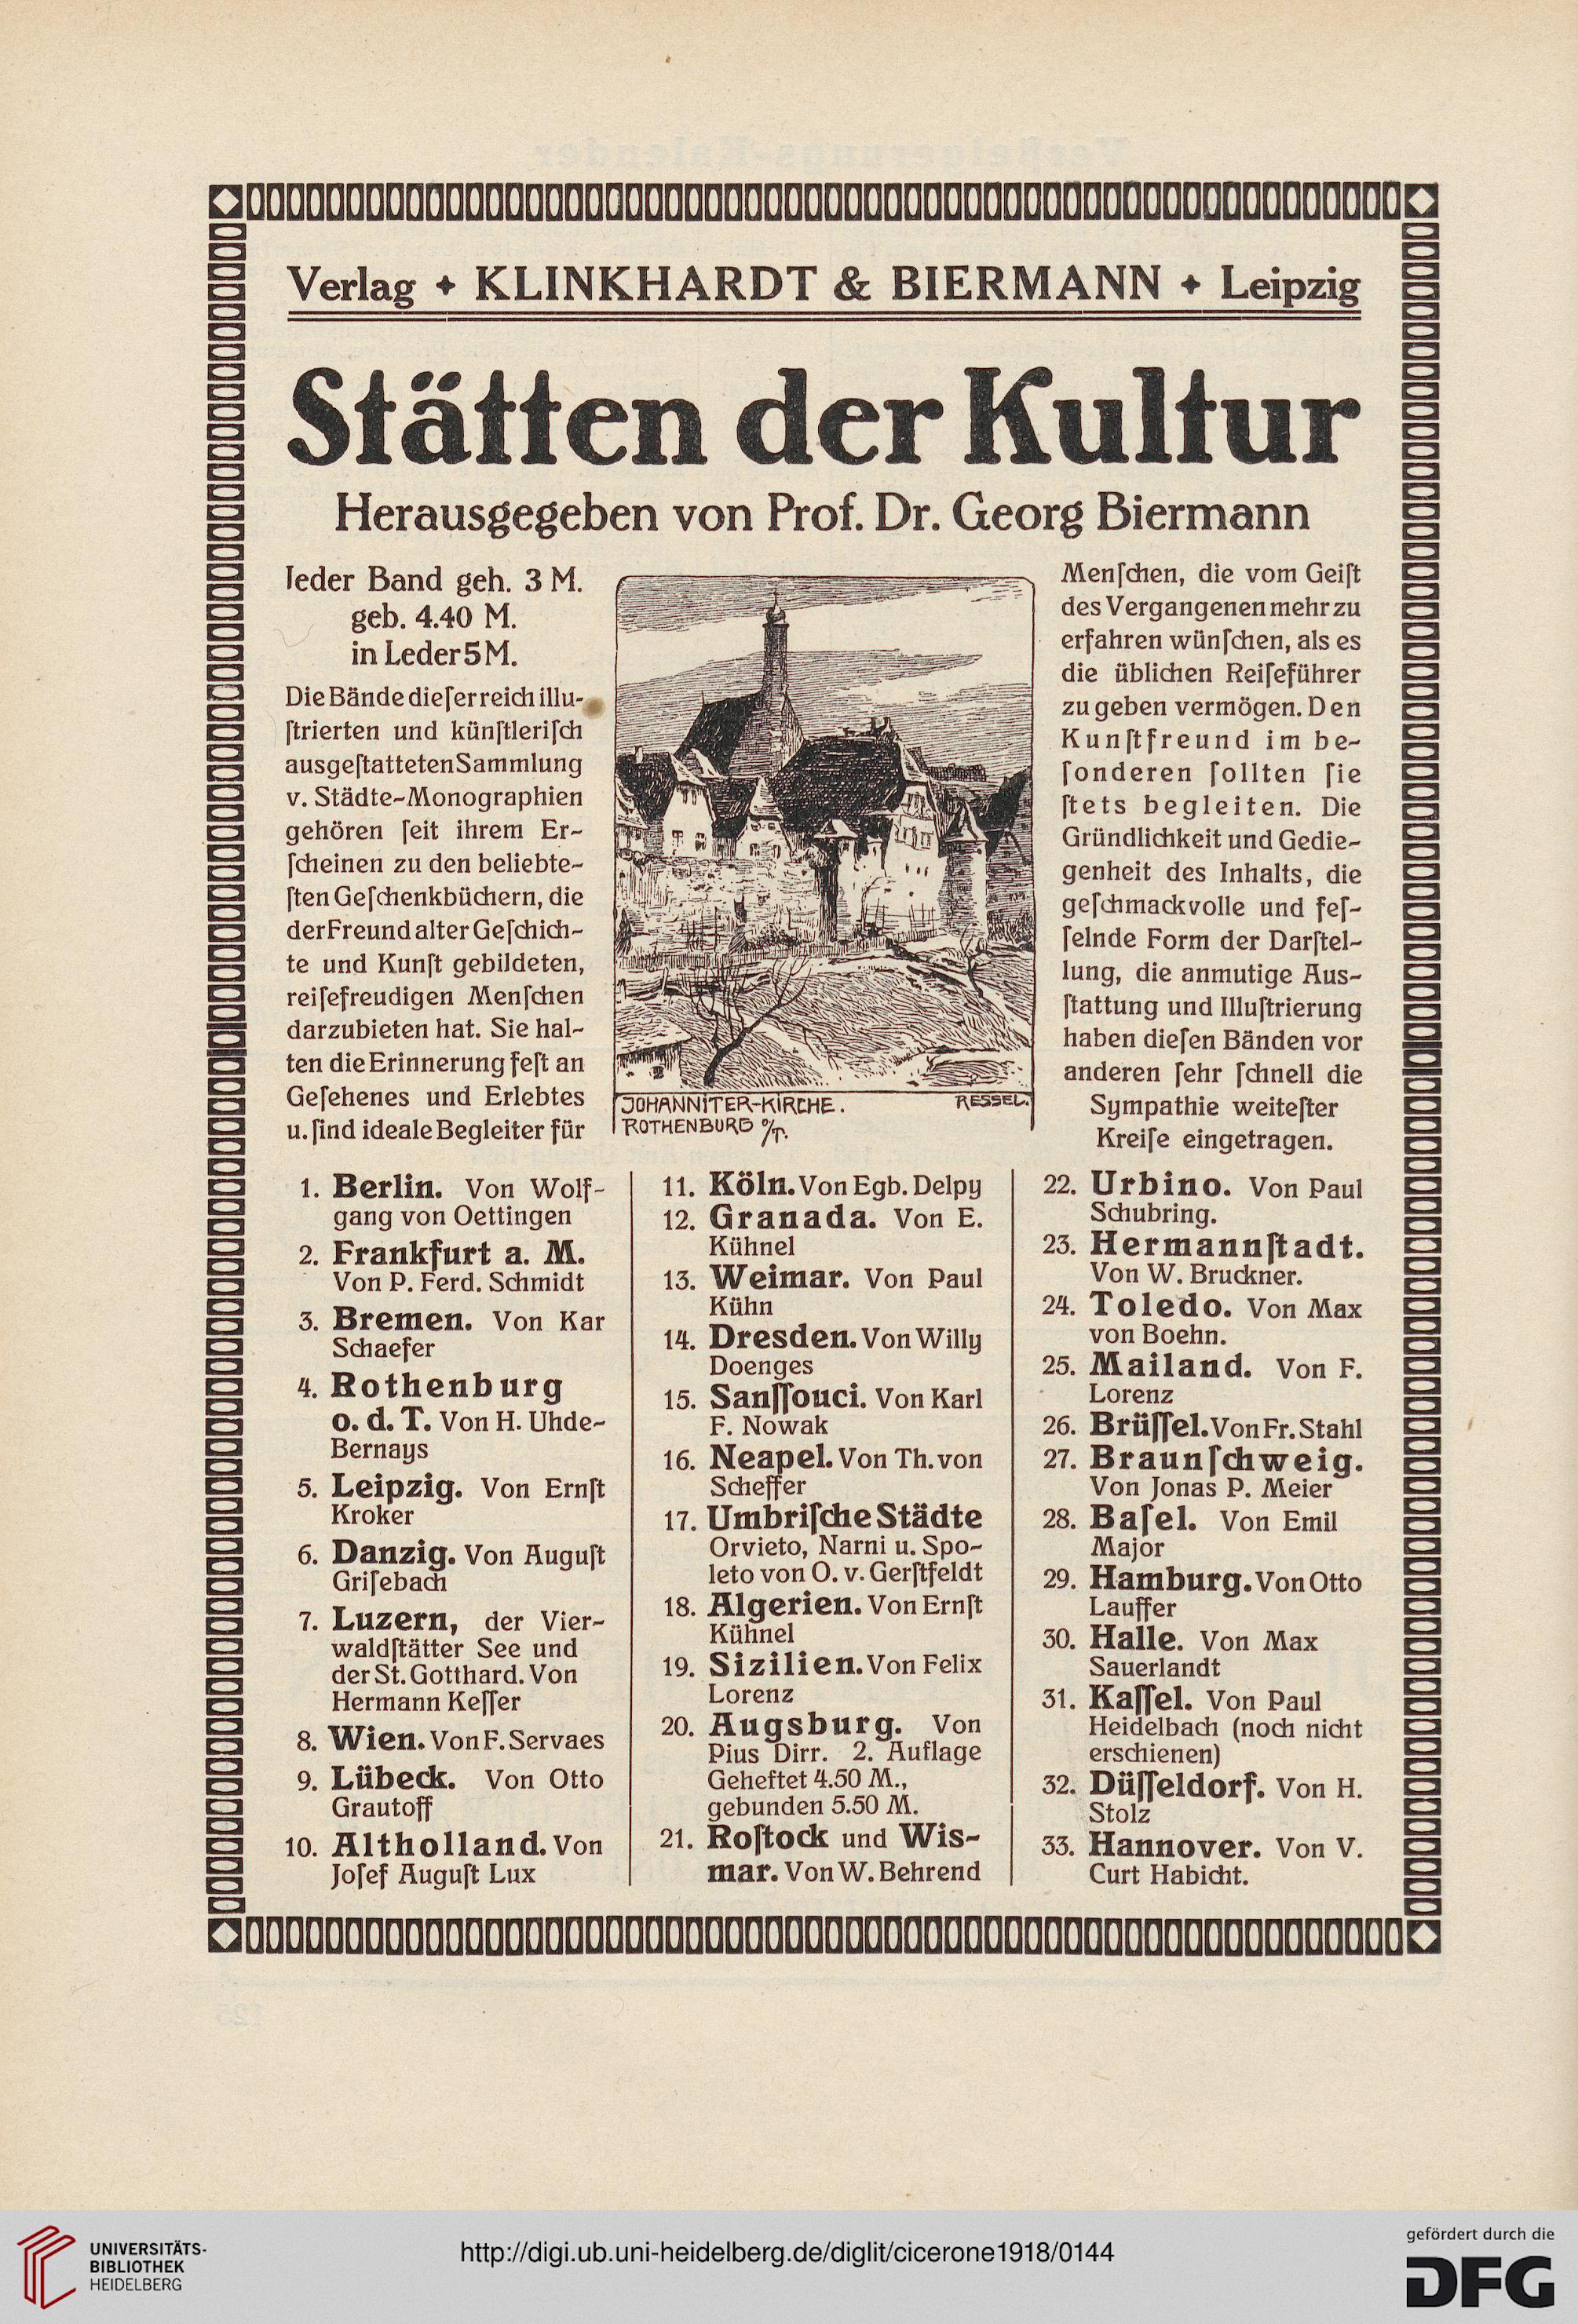 Verlag ✦ KLINKHARDT & BIERMANN ✦ Leipzig
Stätten der Kultur
Herausgegeben von Prof. Dr. Georg Biermann
Jeder Band geh. 3 M.
geb. 4.40 M.
in Leder 5 M.
Die Bände dieſer reich illu-
ſtrierten und künſtleriſch
ausgeſtatteten Sammlung
v. Städte-Monographien
gehören ſeit ihrem Er-
ſcheinen zu den beliebte-
ſten Geſchenkbüchern, die
der Freund alter Geſchich-
te und Kunſt gebildeten,
reiſefreudigen Menſchen
darzubieten hat. Sie hal-
ten die Erinnerung feſt an
Geſehenes und Erlebtes
u. ſind ideale Begleiter für
JOHANNITER-KIRCHE.
RESSEL.
ROTHENBURG o/T.
Menſchen, die vom Geiſt
des Vergangenen mehr zu
erfahren wünſchen, als es
die üblichen Reiſeführer
zu geben vermögen. Den
Kunſtfreund im be-
ſonderen ſollten ſie
ſtets begleiten. Die
Gründlichkeit und Gedie-
genheit des Inhalts, die
geſchmackvolle und feſ-
ſelnde Form der Darſtel-
lung, die anmutige Aus-
ſtattung und Illuſtrierung
haben dieſen Bänden vor
anderen ſehr ſchnell die
Sympathie weiteſter
Kreiſe eingetragen.
1. Berlin. Von Wolf-
gang von Oettingen
2. Frankfurt a. M.
Von P. Ferd. Schmidt
3. Bremen. Von Kar
Schaefer
4. Rothenburg
o. d. T. Von H. Uhde-
Bernays
5. Leipzig. Von Ernſt
Kroker
6. Danzig. Von Auguſt
Griſebach
7. Luzern, der Vier-
waldſtätter See und
der St. Gotthard. Von
Hermann Keſſer
8. Wien. Von F. Servaes
9. Lübeck. Von Otto
Grautoff
10. Altholland. Von
Joſef Auguſt Lux
11. Köln. Von Egb. Delpy
12. Granada. Von E.
Kühnel
13. Weimar. Von Paul
Kühn
14. Dresden. Von Willy
Doenges
15. Sanſſouci. Von Karl
F. Nowak
16. Neapel. Von Th. von
Scheffer
17. Umbriſche Städte
Orvieto, Narni u. Spo-
leto von O. v. Gerſtfeldt
18. Algerien. Von Ernſt
Kühnel
19. Sizilien. Von Felix
Lorenz
20. Augsburg. Von
Pius Dirr. 2. Auflage
Geheftet 4.50 M.,
gebunden 5.50 M.
21. Roſtock und Wis-
mar. Von W. Behrend
22. Urbino. Von Paul
Schubring.
23. Hermannſtadt.
Von W. Bruckner.
24. Toledo. Von Max
von Boehn.
25. Mailand. Von F.
Lorenz
26. Brüſſel. Von Fr. Stahl
27. Braunſchweig.
Von Jonas P. Meier
28. Baſel. Von Emil
Major
29. Hamburg. Von Otto
Lauffer
30. Halle. Von Max
Sauerlandt
31. Kaſſel. Von Paul
Heidelbach (noch nicht
erschienen)
32. Düſſeldorf. Von H.
Stolz
33. Hannover. Von V.
Curt Habicht.
UNIVERSITÄTS-
BIBLIOTHEK
HEIDELBERG
http://digi.ub.uni-heidelberg.de/diglit/cicerone1918/0144
gefördert durch die
DFG